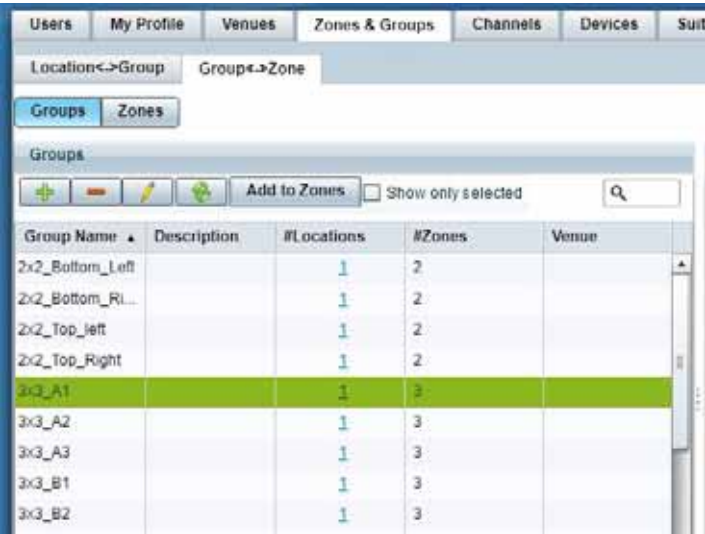 Users My Profile Venues Zones & Groups Channels Devices Suit
Location<->Group Group<->Zone
Groups Zones
Groups
Add to Zones Show only selected
Group Name #Locations #Zones Venue Description
2x2_Bottom_Left 1 2
2x2_Bottom_Ri... 1 2
2x2_Top_left 1 2
2x2_Top_Right 1 2
3x3_A1 1 3
3x3_A2 1 3
3x3_A3 1 3
3x3_B1 1 3
3x3_B2 1 3